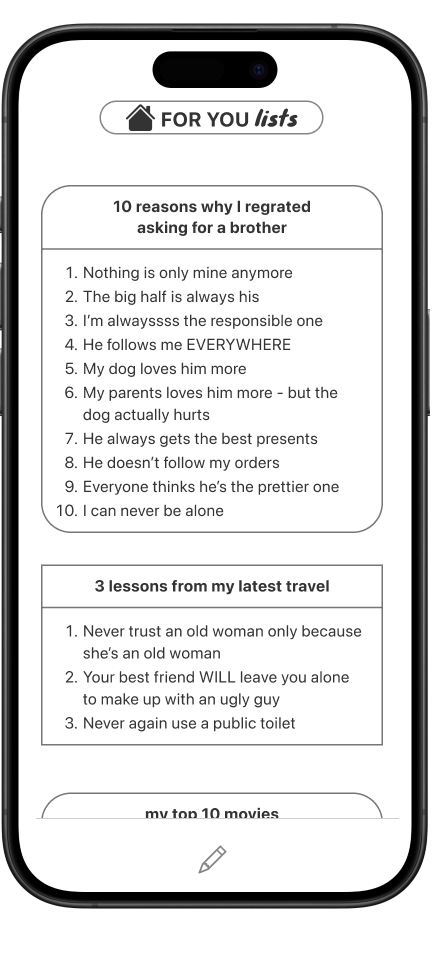 FOR YOU lists
10 reasons why I regrated
asking for a brother
1. Nothing is only mine anymore
2. The big half is always his
3. I'm alwayssss the responsible one
4. He follows me EVERYWHERE
5. My dog loves him more
6. My parents loves him more - but the
dog actually hurts
7. He always gets the best presents
8. He doesn't follow my orders
9. Everyone thinks he's the prettier one
10. I can never be alone
3 lessons from my latest travel
1. Never trust an old woman only because
she's an old woman
2. Your best friend WILL leave you alone
to make up with an ugly guy
3. Never again use a public toilet
my top 10 movies